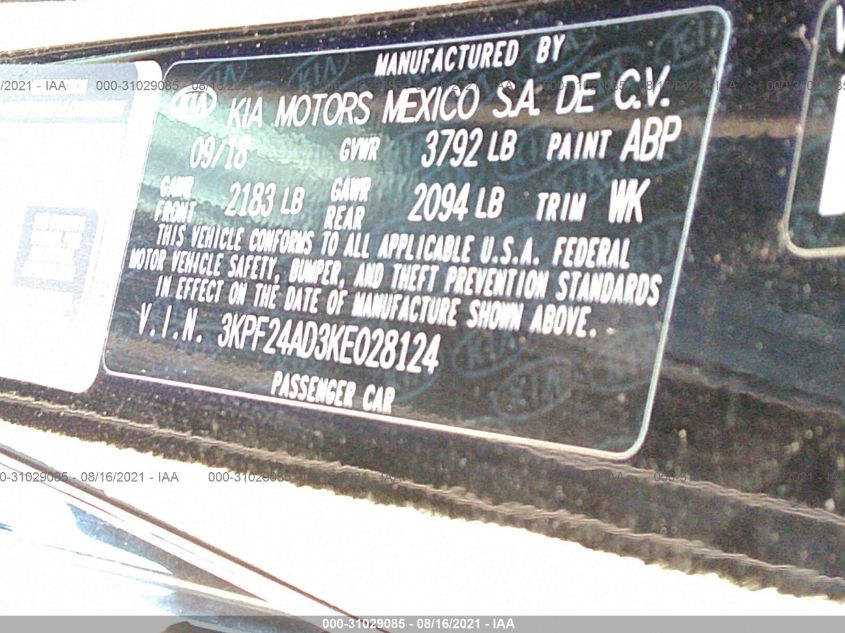 MANUFACTURED BY
KIA KIA MOTORS MEXICO S.A. DE C.V.
09/18 GVWR 3792 LB PAINT ABP
GAWR FRONT 2183 LB GAWR REAR 2094 LB TRIM WK
THIS VEHICLE CONFORMS TO ALL APPLICABLE U.S.A. FEDERAL
MOTOR VEHICLE SAFETY, BUMPER, AND THEFT PREVENTION STANDARDS
IN EFFECT ON THE DATE OF MANUFACTURE SHOWN ABOVE.
V.I.N. 3KPF24AD3KE028124
PASSENGER CAR
000-31029085 - 08/16/2021 - IAA